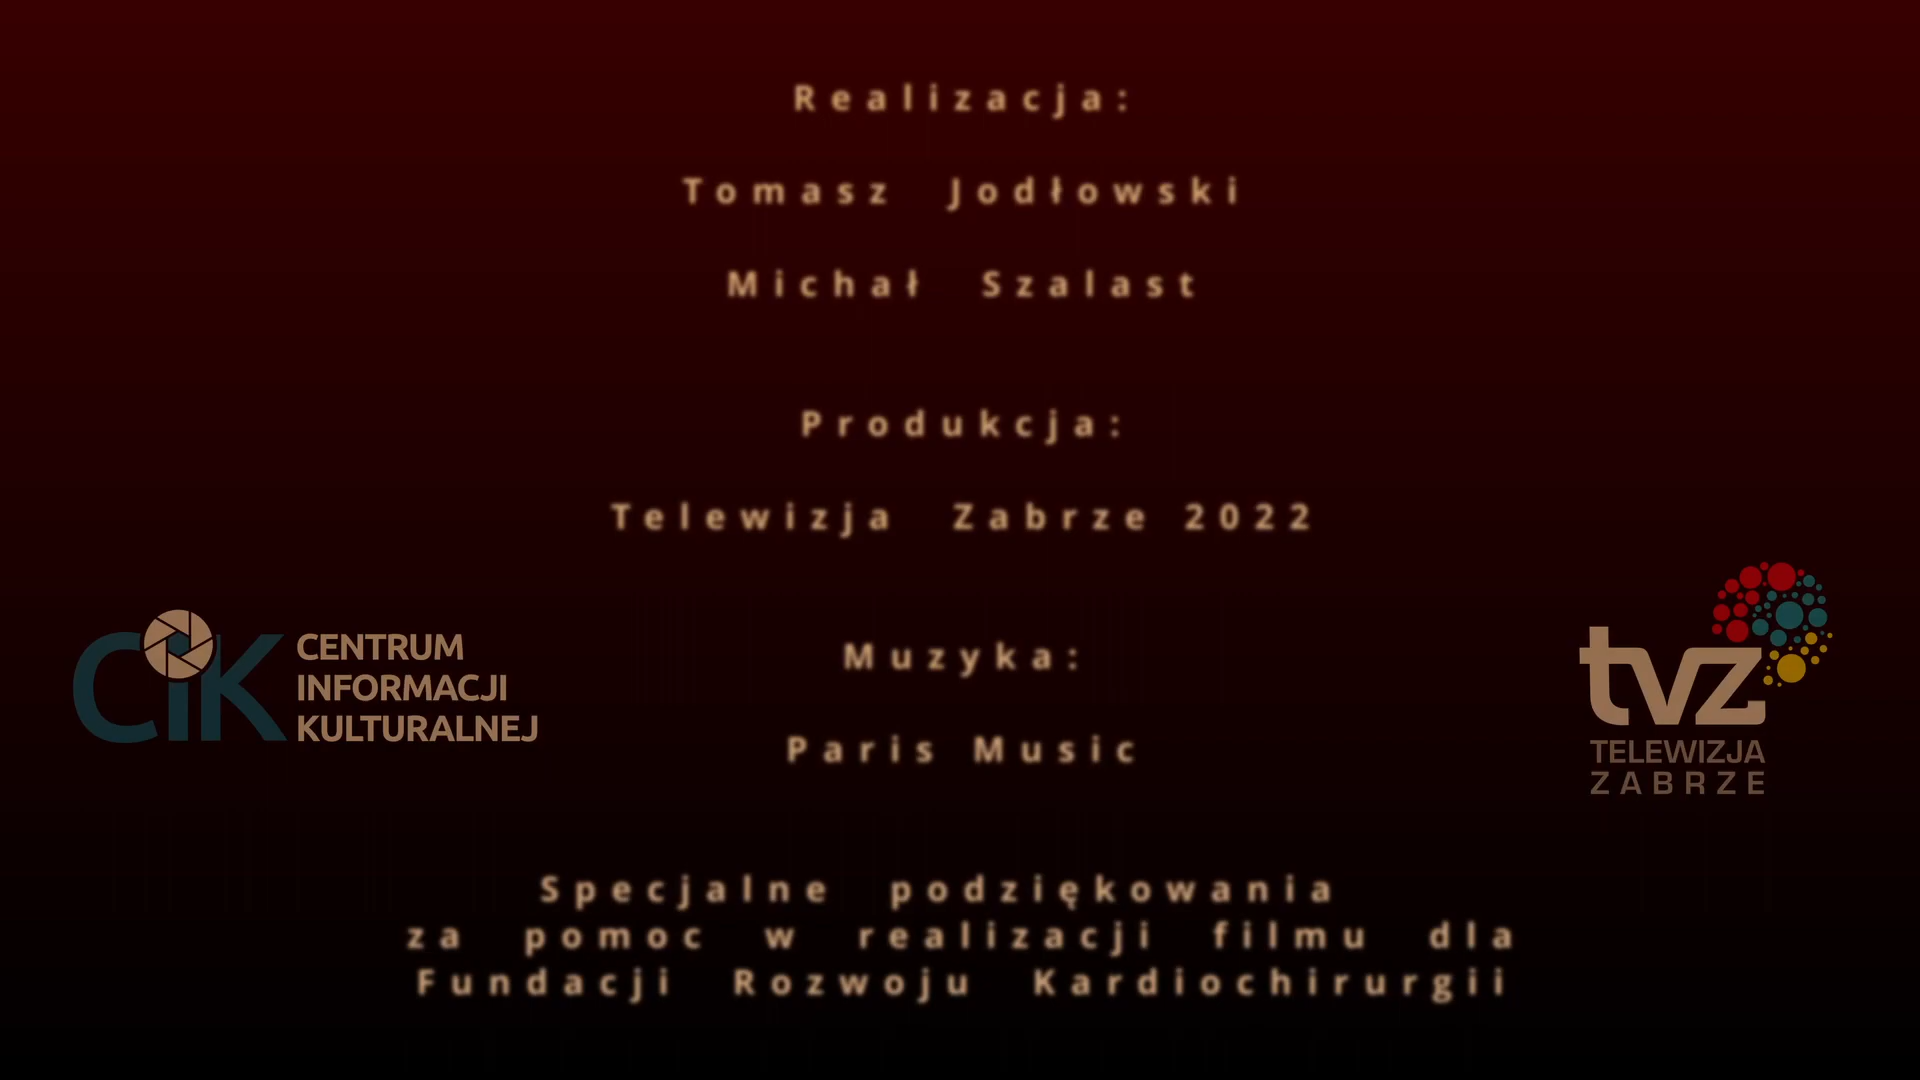 Realizacja:
Tomasz Jodłowski
Michał Szalast
Produkcja:
Telewizja Zabrze 2022
CiK CENTRUM
INFORMACJI
KULTURALNEJ
Muzyka:
Paris Music
tvz
TELEWIZJA
ZABRZE
Specjalne podziękowania
za pomoc w realizacji filmu dla
Fundacji Rozwoju Kardiochirurgii